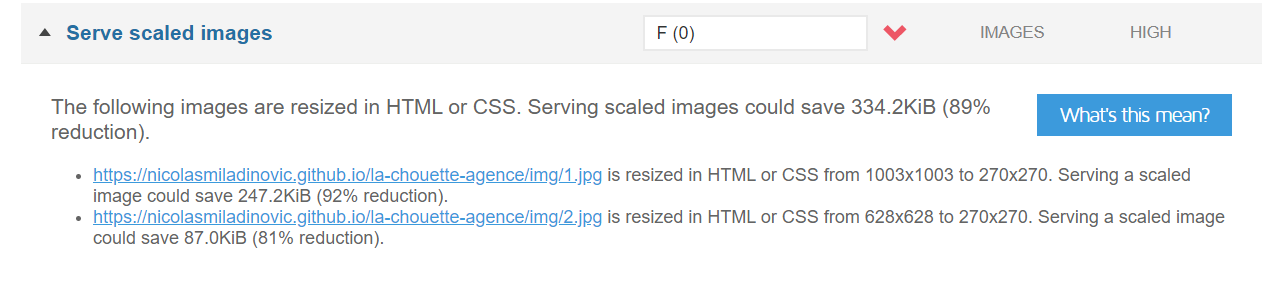 Serve scaled images F (0) IMAGES HIGH
The following images are resized in HTML or CSS. Serving scaled images could save 334.2KiB (89%
reduction).
What's this mean?
https://nicolasmiladinovic.github.io/la-chouette-agence/img/1.jpg is resized in HTML or CSS from 1003x1003 to 270x270. Serving a scaled
image could save 247.2KiB (92% reduction).
https://nicolasmiladinovic.github.io/la-chouette-agence/img/2.jpg is resized in HTML or CSS from 628x628 to 270x270. Serving a scaled image
could save 87.0KiB (81% reduction).